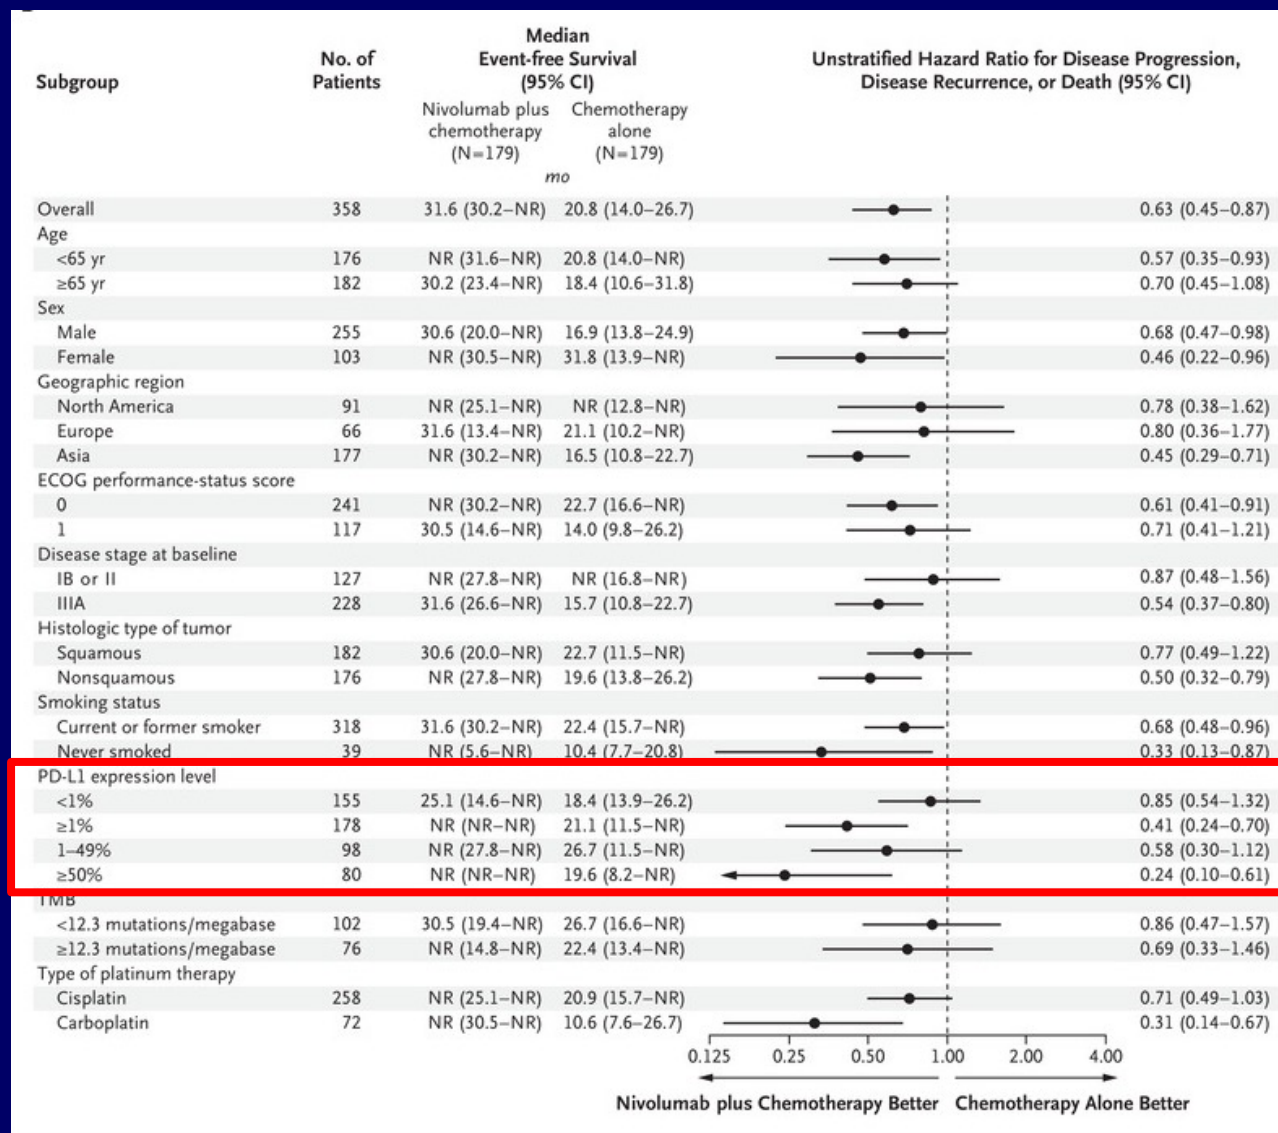 Subgroup
No. of Patients
Median Event-free Survival (95% CI)
Unstratified Hazard Ratio for Disease Progression, Disease Recurrence, or Death (95% CI)
Nivolumab plus chemotherapy (N=179)
Chemotherapy alone (N=179)
mo
Overall 358 31.6 (30.2–NR) 20.8 (14.0–26.7) 0.63 (0.45–0.87)
Age
<65 yr 176 NR (31.6–NR) 20.8 (14.0–NR) 0.57 (0.35–0.93)
≥65 yr 182 30.2 (23.4–NR) 18.4 (10.6–31.8) 0.70 (0.45–1.08)
Sex
Male 255 30.6 (20.0–NR) 16.9 (13.8–24.9) 0.68 (0.47–0.98)
Female 103 NR (30.5–NR) 31.8 (13.9–NR) 0.46 (0.22–0.96)
Geographic region
North America 91 NR (25.1–NR) NR (12.8–NR) 0.78 (0.38–1.62)
Europe 66 31.6 (13.4–NR) 21.1 (10.2–NR) 0.80 (0.36–1.77)
Asia 177 NR (30.2–NR) 16.5 (10.8–22.7) 0.45 (0.29–0.71)
ECOG performance-status score
0 241 NR (30.2–NR) 22.7 (16.6–NR) 0.61 (0.41–0.91)
1 117 30.5 (14.6–NR) 14.0 (9.8–26.2) 0.71 (0.41–1.21)
Disease stage at baseline
IB or II 127 NR (27.8–NR) NR (16.8–NR) 0.87 (0.48–1.56)
IIIA 228 31.6 (26.6–NR) 15.7 (10.8–22.7) 0.54 (0.37–0.80)
Histologic type of tumor
Squamous 182 30.6 (20.0–NR) 22.7 (11.5–NR) 0.77 (0.49–1.22)
Nonsquamous 176 NR (27.8–NR) 19.6 (13.8–26.2) 0.50 (0.32–0.79)
Smoking status
Current or former smoker 318 31.6 (30.2–NR) 22.4 (15.7–NR) 0.68 (0.48–0.96)
Never smoked 39 NR (5.6–NR) 10.4 (7.7–20.8) 0.33 (0.13–0.87)
PD-L1 expression level
<1% 155 25.1 (14.6–NR) 18.4 (13.9–26.2) 0.85 (0.54–1.32)
≥1% 178 NR (NR–NR) 21.1 (11.5–NR) 0.41 (0.24–0.70)
1–49% 98 NR (27.8–NR) 26.7 (11.5–NR) 0.58 (0.30–1.12)
≥50% 80 NR (NR–NR) 19.6 (8.2–NR) 0.24 (0.10–0.61)
TMB
<12.3 mutations/megabase 102 30.5 (19.4–NR) 26.7 (16.6–NR) 0.86 (0.47–1.57)
≥12.3 mutations/megabase 76 NR (14.8–NR) 22.4 (13.4–NR) 0.69 (0.33–1.46)
Type of platinum therapy
Cisplatin 258 NR (25.1–NR) 20.9 (15.7–NR) 0.71 (0.49–1.03)
Carboplatin 72 NR (30.5–NR) 10.6 (7.6–26.7) 0.31 (0.14–0.67)
0.125 0.25 0.50 1.00 2.00 4.00
Nivolumab plus Chemotherapy Better Chemotherapy Alone Better